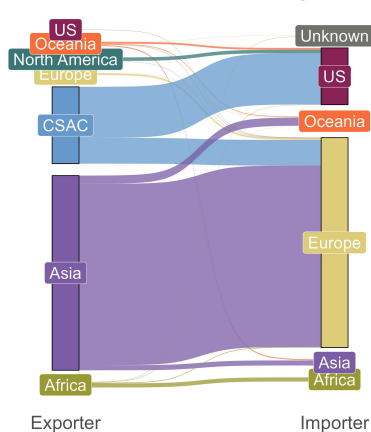 US
Oceania
North America
Europe
CSAC
Asia
Africa
Exporter
Unknown
US
Oceania
Europe
Asia
Africa
Importer